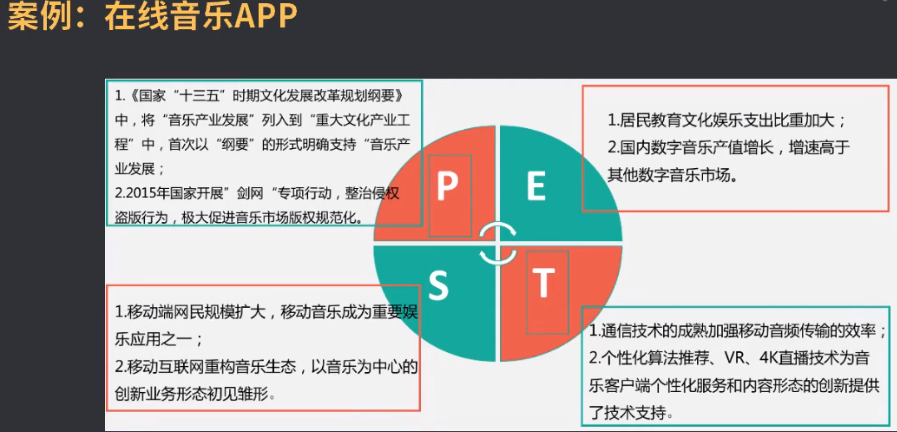 案例：在线音乐APP
1.《国家“十三五”时期文化发展改革规划纲要》
中，将“音乐产业发展”列入到“重大文化产业工
程”中，首次以“纲要”的形式明确支持“音乐产
业发展；
2.2015年国家开展”剑网“专项行动，整治侵权
盗版行为，极大促进音乐市场版权规范化。
1.居民教育文化娱乐支出比重加大；
2.国内数字音乐产值增长，增速高于
其他数字音乐市场。
P
E
S
T
1.移动端网民规模扩大，移动音乐成为重要娱
乐应用之一；
2.移动互联网重构音乐生态，以音乐为中心的
创新业务形态初见雏形。
1.通信技术的成熟加强移动音频传输的效率；
2.个性化算法推荐、VR、4K直播技术为音
乐客户端个性化服务和内容形态的创新提供
了技术支持。